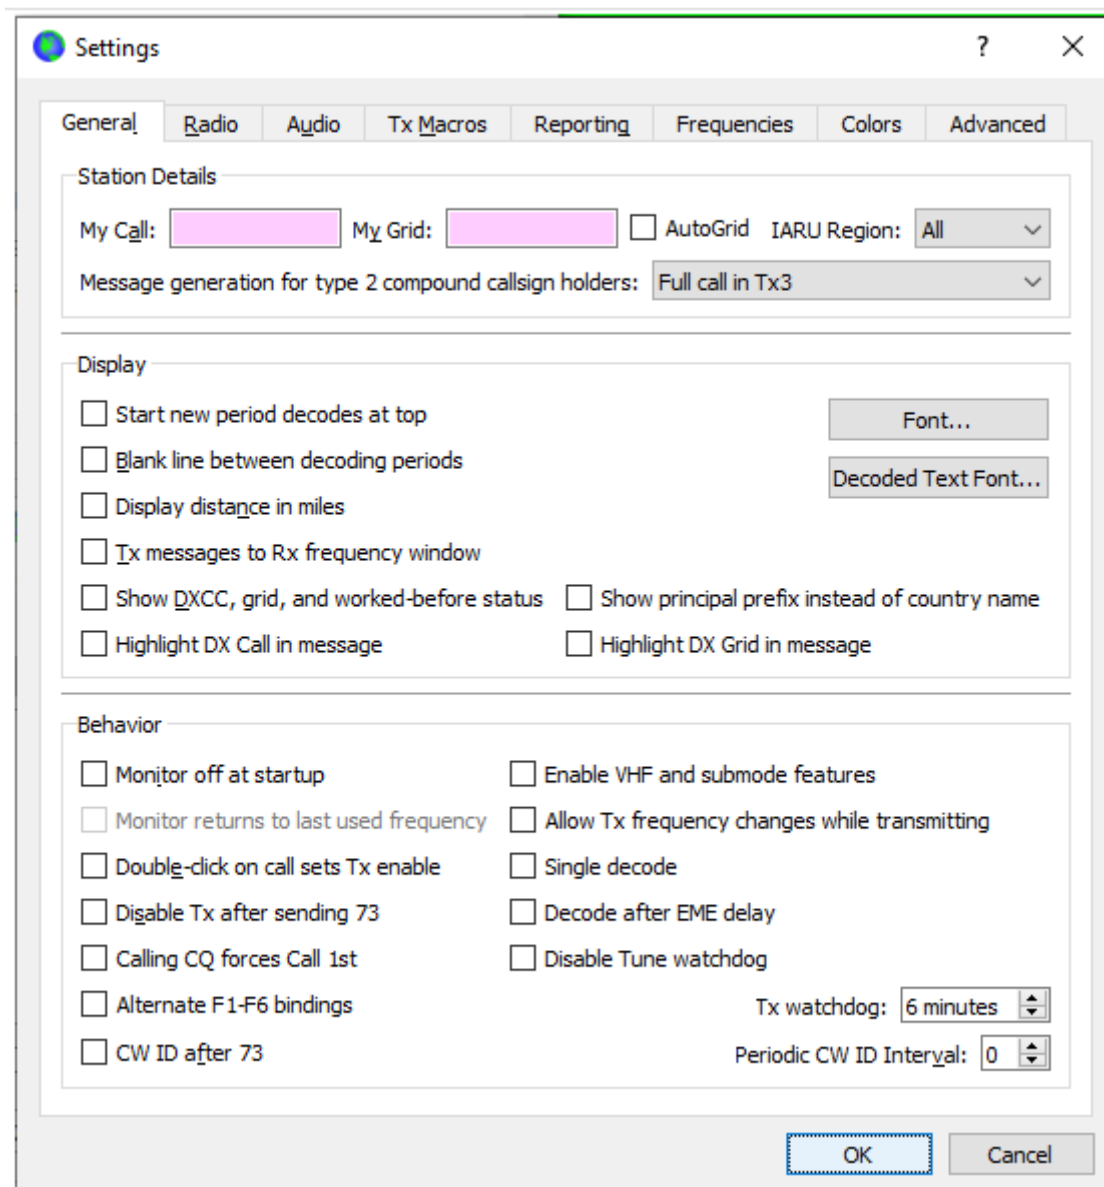 Settings ?
General Radio Audio Tx Macros Reporting Frequencies Colors Advanced
Station Details
My Call: My Grid: AutoGrid IARU Region: All
Message generation for type 2 compound callsign holders: Full call in Tx3
Display
Start new period decodes at top Font...
Blank line between decoding periods
Decoded Text Font...
Display distance in miles
Tx messages to Rx frequency window
Show DXCC, grid, and worked-before status Show principal prefix instead of country name
Highlight DX Call in message Highlight DX Grid in message
Behavior
Monitor off at startup Enable VHF and submode features
Monitor returns to last used frequency Allow Tx frequency changes while transmitting
Double-click on call sets Tx enable Single decode
Disable Tx after sending 73 Decode after EME delay
Calling CQ forces Call 1st Disable Tune watchdog
Alternate F1-F6 bindings Tx watchdog: 6 minutes
CW ID after 73 Periodic CW ID Interval: 0
OK Cancel